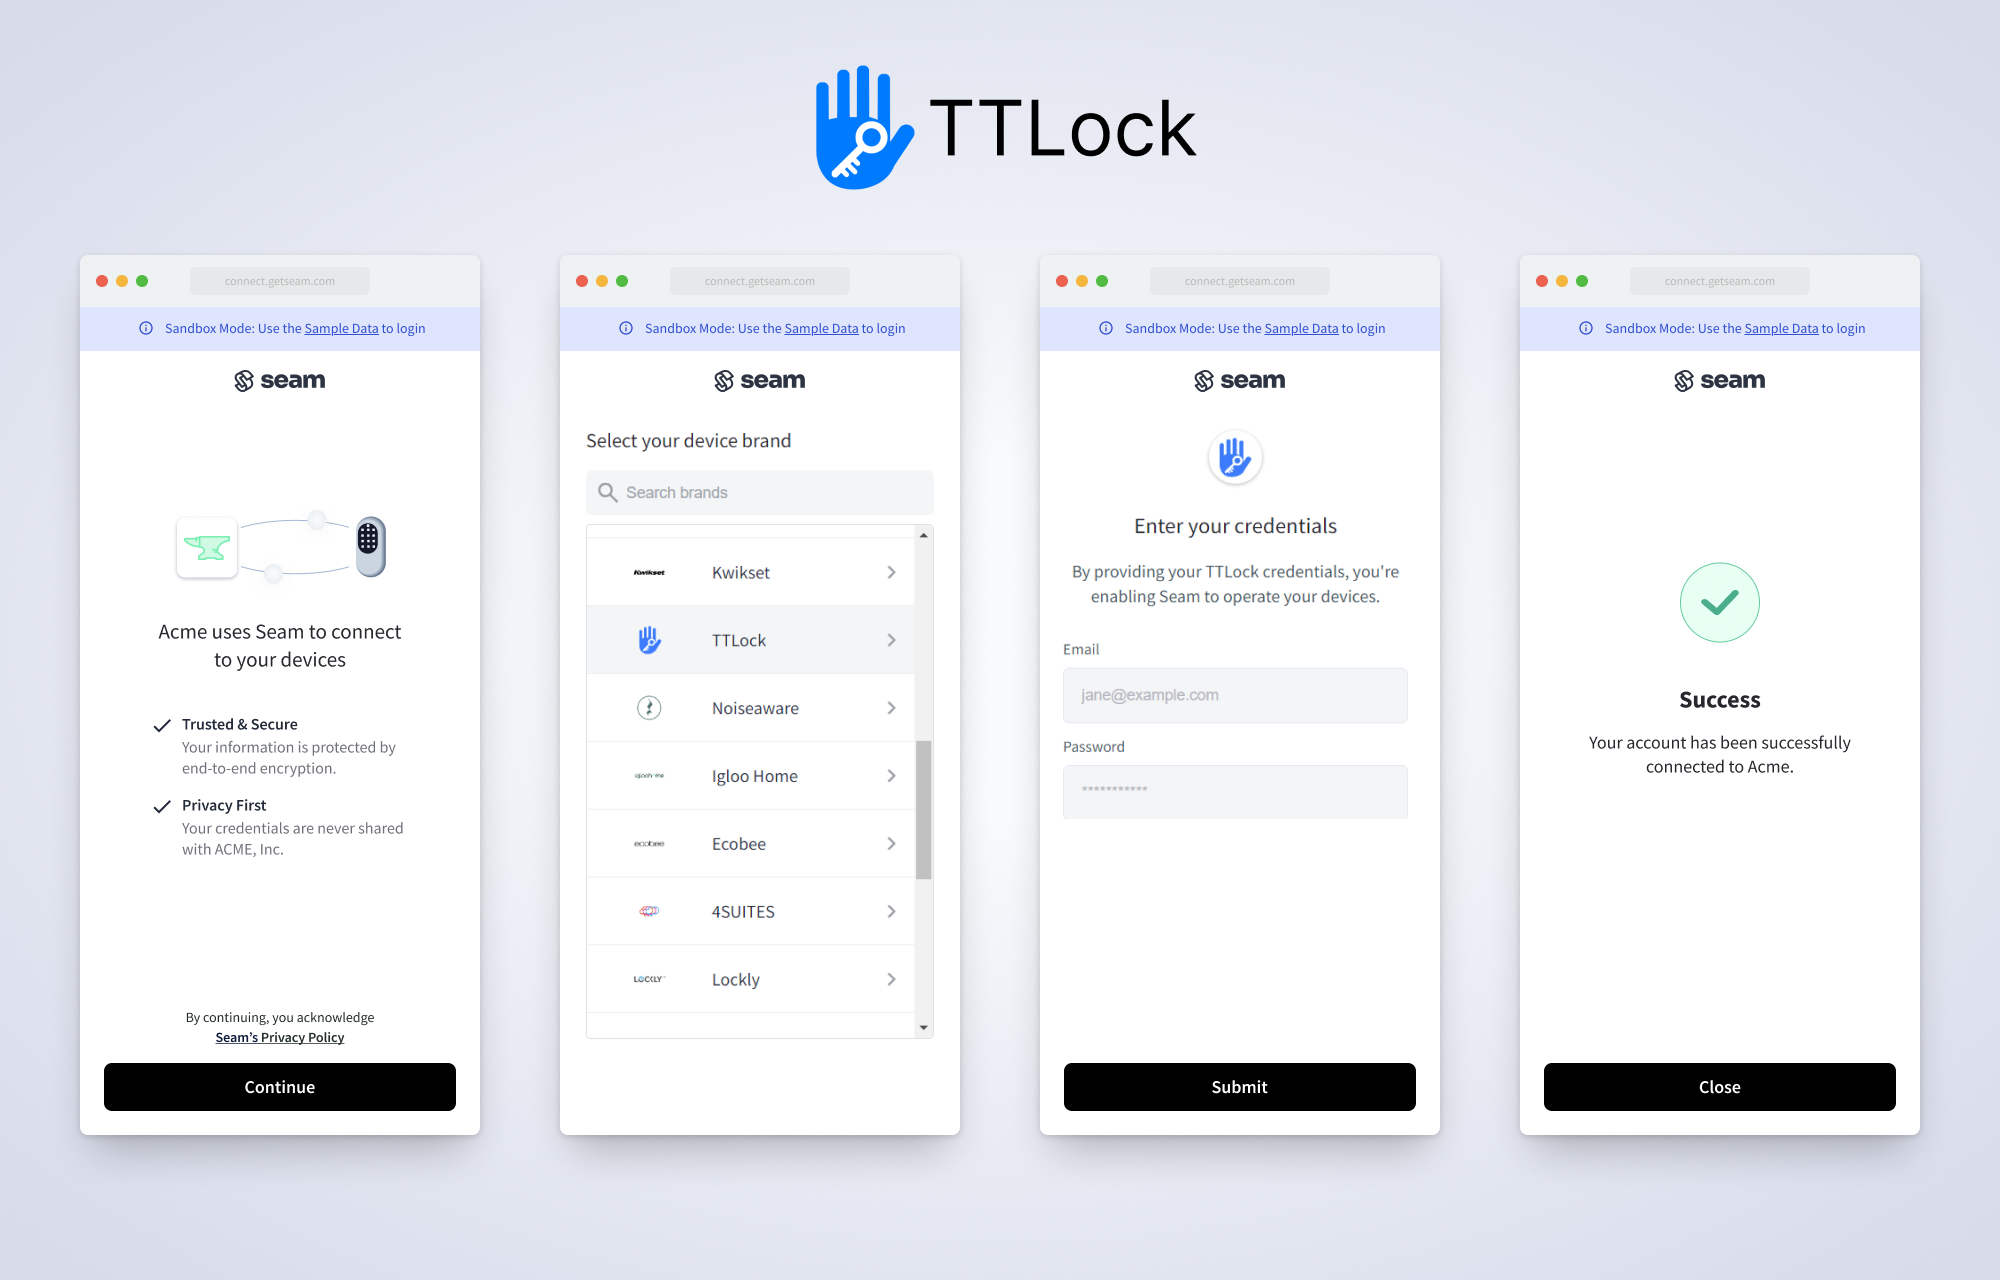 TTLock
connect.getseam.com
Sandbox Mode: Use the Sample Data to login
seam
Acme uses Seam to connect
to your devices
Trusted & Secure
Your information is protected by
end-to-end encryption.
Privacy First
Your credentials are never shared
with ACME, Inc.
By continuing, you acknowledge
Seam's Privacy Policy
Continue
connect.getseam.com
Sandbox Mode: Use the Sample Data to login
seam
Select your device brand
Search brands
Kwikset Kwikset
TTLock
Noiseaware
igloohome Igloo Home
ecobee Ecobee
4SUITES
LOCKLY Lockly
connect.getseam.com
Sandbox Mode: Use the Sample Data to login
seam
Enter your credentials
By providing your TTLock credentials, you're
enabling Seam to operate your devices.
Email
jane@example.com
Password
***********
Submit
connect.getseam.com
Sandbox Mode: Use the Sample Data to login
seam
Success
Your account has been successfully
connected to Acme.
Close